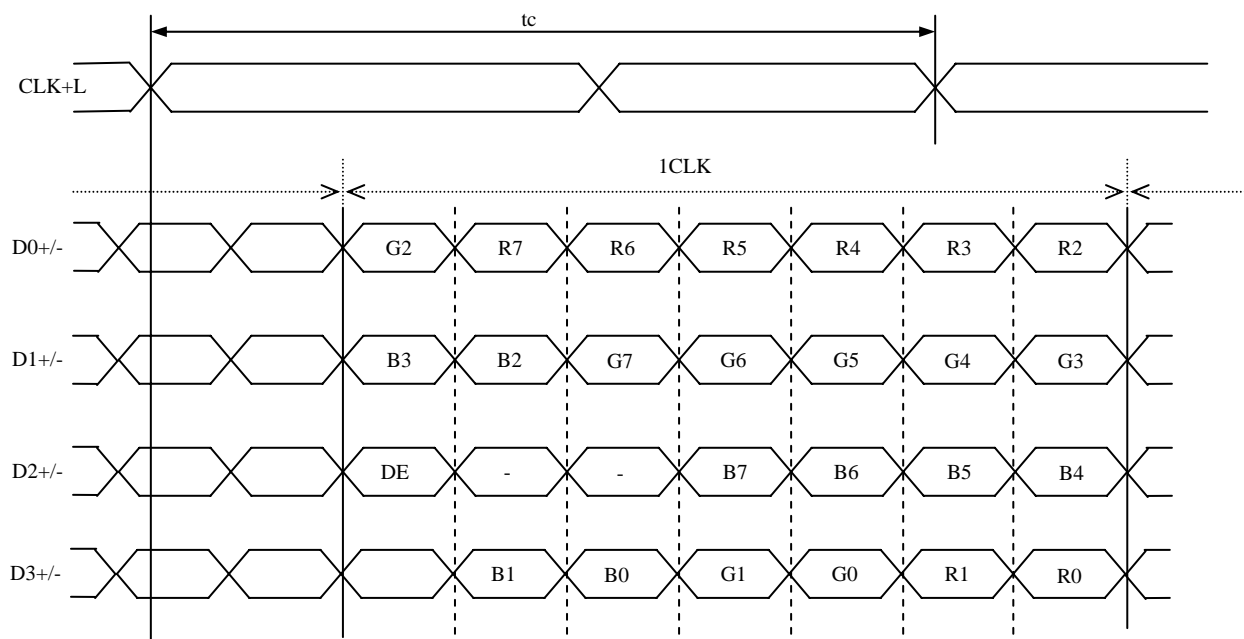 tc
CLK+L
1CLK
D0+/- G2 R7 R6 R5 R4 R3 R2
D1+/- B3 B2 G7 G6 G5 G4 G3
D2+/- DE - - B7 B6 B5 B4
D3+/- B1 B0 G1 G0 R1 R0